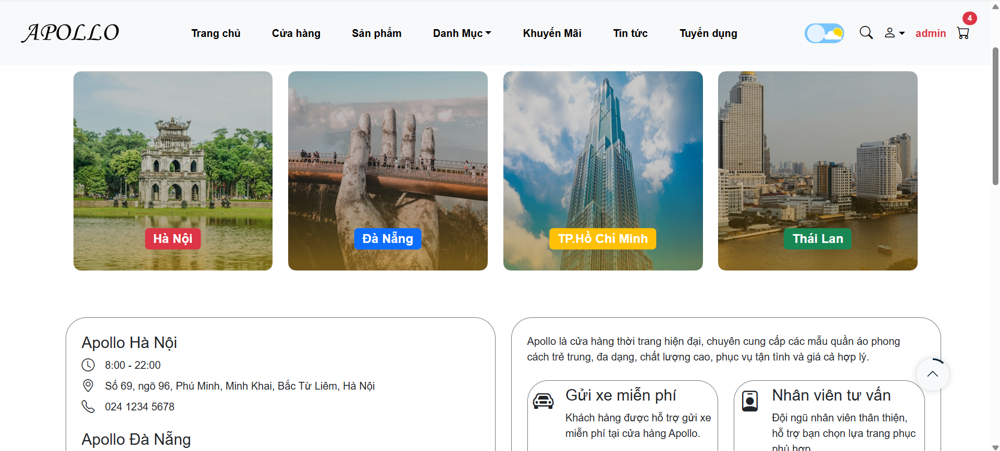 APOLLO
Trang chủ
Cửa hàng
Sản phẩm
Danh Mục
Khuyến Mãi
Tin tức
Tuyển dụng
admin
4
Hà Nội
Đà Nẵng
TP.Hồ Chí Minh
Thái Lan
Apollo Hà Nội
8:00 - 22:00
Số 69, ngõ 96, Phú Minh, Minh Khai, Bắc Từ Liêm, Hà Nội
024 1234 5678
Apollo Đà Nẵng
Apollo là cửa hàng thời trang hiện đại, chuyên cung cấp các mẫu quần áo phong
cách trẻ trung, đa dạng, chất lượng cao, phục vụ tận tình và giá cả hợp lý.
Gửi xe miễn phí
Khách hàng được hỗ trợ gửi xe
miễn phí tại cửa hàng Apollo.
Nhân viên tư vấn
Đội ngũ nhân viên thân thiện,
hỗ trợ bạn chọn lựa trang phục
phù hợp